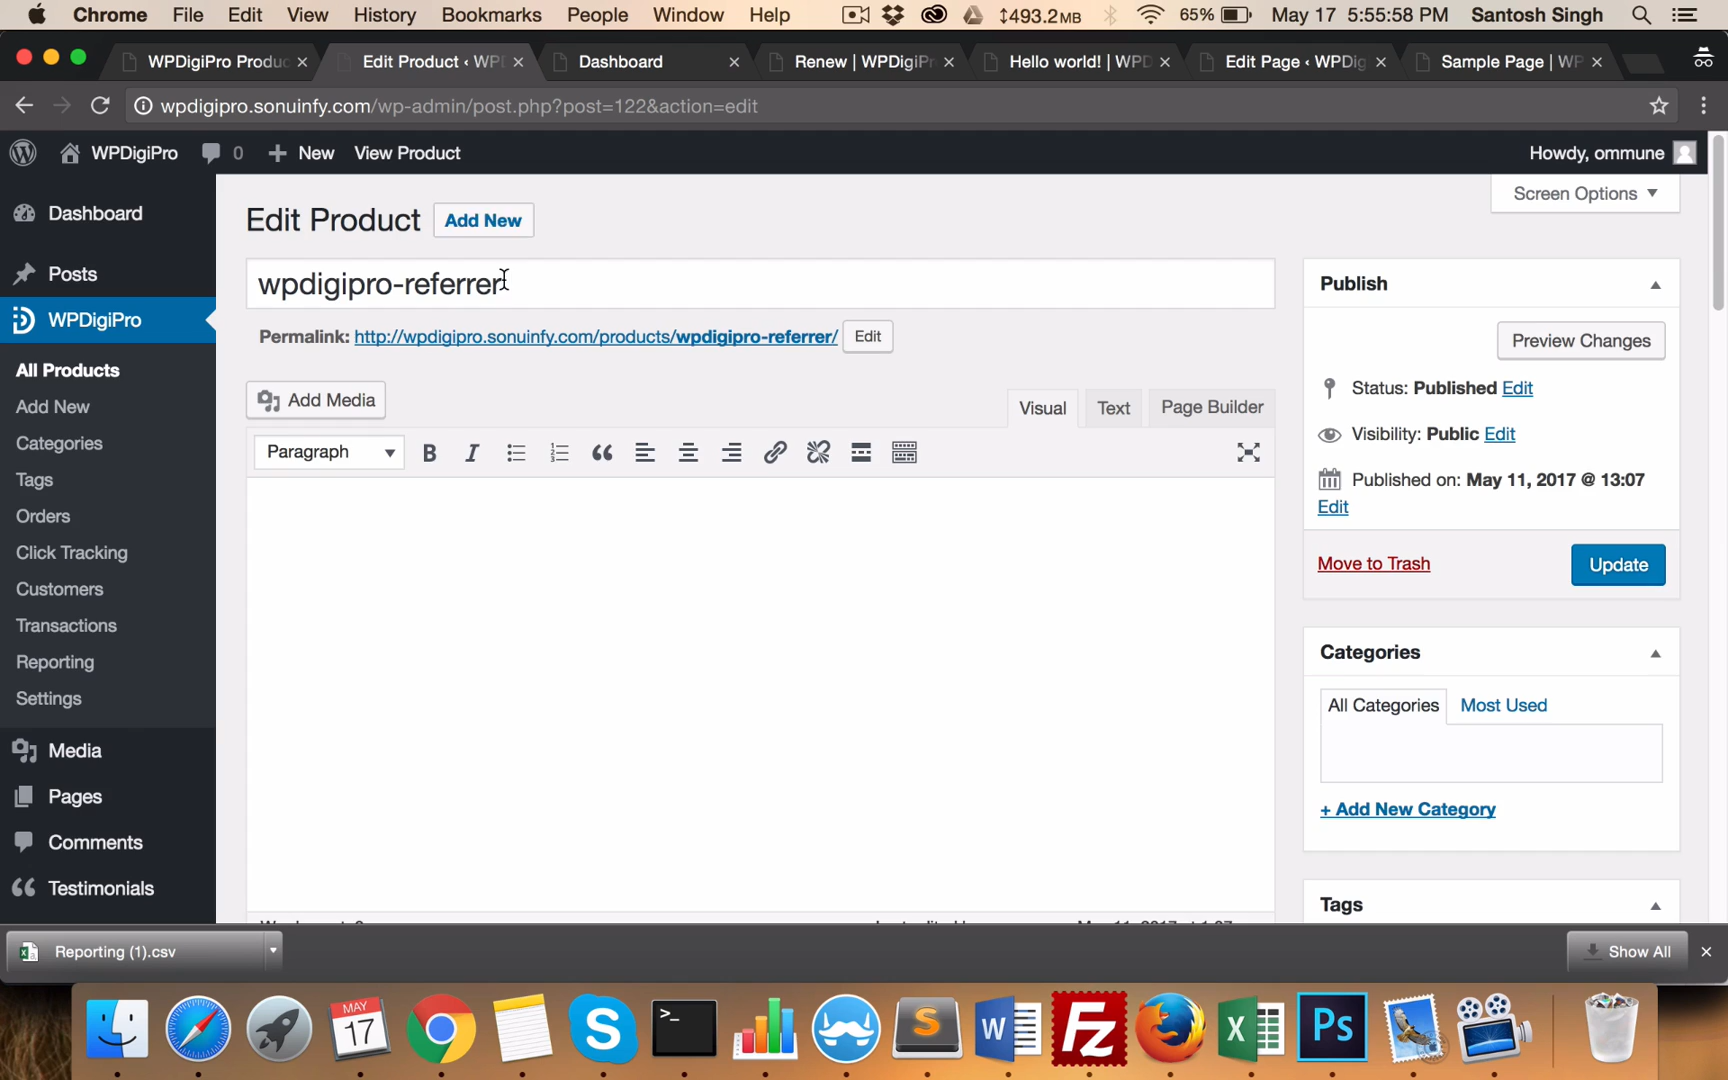 Chrome File Edit View History Bookmarks People Window Help 493.2MB 65% May 17 5:55:58 PM Santosh Singh
WPDigiPro Produc Edit Product ‹ WP Dashboard Renew | WPDigiPr Hello world! | WPD Edit Page ‹ WPDig Sample Page | WP
wpdigipro.sonuinfy.com/wp-admin/post.php?post=122&action=edit
WPDigiPro 0 New View Product Howdy, ommune
Screen Options
Dashboard
Posts
WPDigiPro
All Products
Add New
Categories
Tags
Orders
Click Tracking
Customers
Transactions
Reporting
Settings
Media
Pages
Comments
Testimonials
Edit Product Add New
wpdigipro-referrer
Permalink: http://wpdigipro.sonuinfy.com/products/wpdigipro-referrer/ Edit
Add Media
Visual Text Page Builder
Paragraph
Publish
Preview Changes
Status: Published Edit
Visibility: Public Edit
Published on: May 11, 2017 @ 13:07
Edit
Move to Trash Update
Categories
All Categories Most Used
+ Add New Category
Tags
Reporting (1).csv Show All
MAY
17